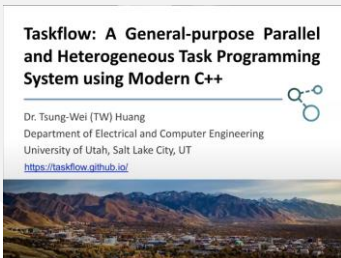 Taskflow: A General-purpose Parallel
and Heterogeneous Task Programming
System using Modern C++
Dr. Tsung-Wei (TW) Huang
Department of Electrical and Computer Engineering
University of Utah, Salt Lake City, UT
https://taskflow.github.io/